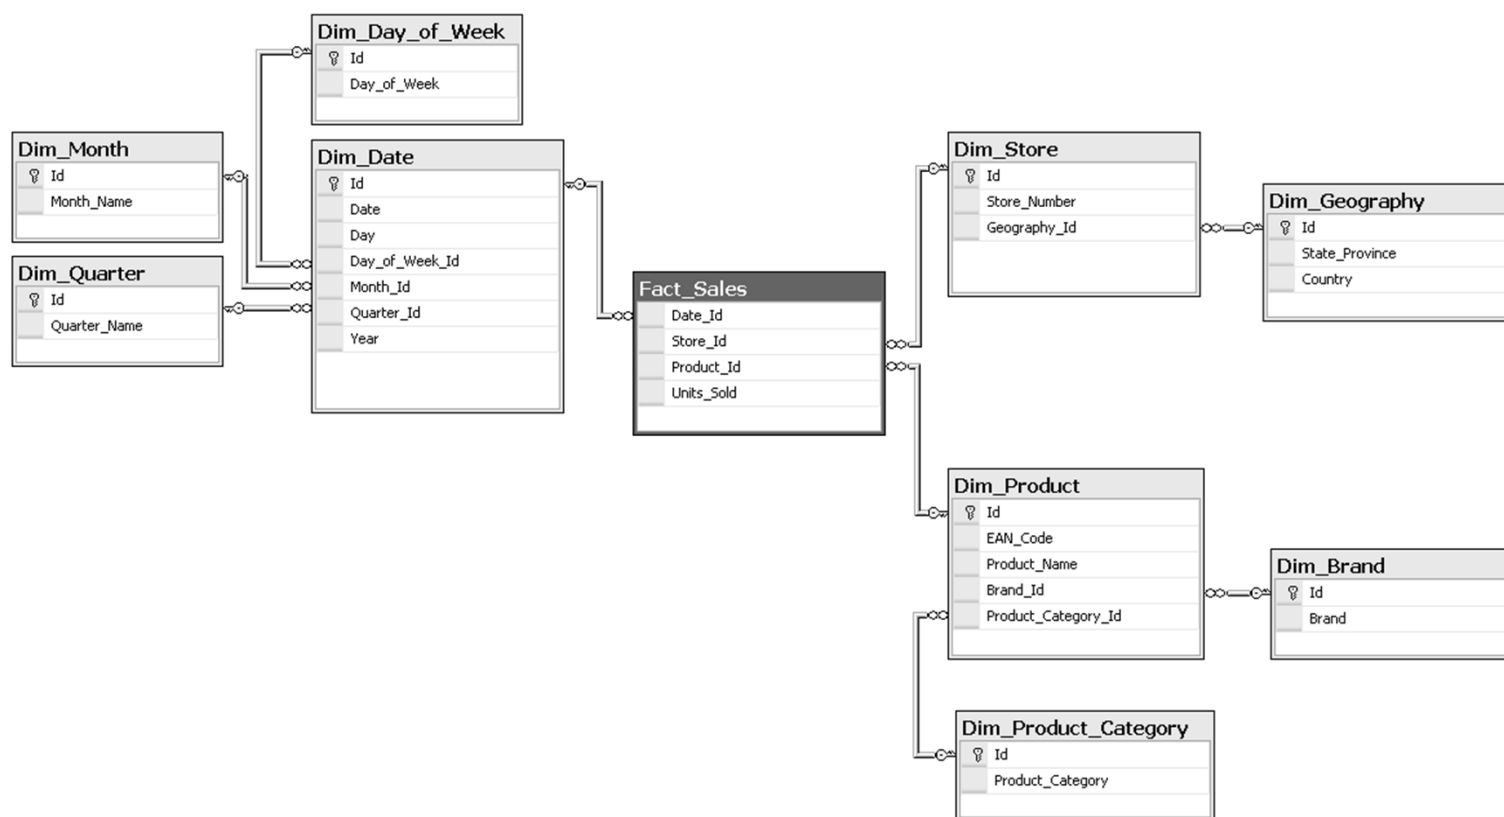 Dim_Day_of_Week
Id
Day_of_Week
Dim_Month
Id
Month_Name
Dim_Quarter
Id
Quarter_Name
Dim_Date
Id
Date
Day
Day_of_Week_Id
Month_Id
Quarter_Id
Year
Fact_Sales
Date_Id
Store_Id
Product_Id
Units_Sold
Dim_Store
Id
Store_Number
Geography_Id
Dim_Geography
Id
State_Province
Country
Dim_Product
Id
EAN_Code
Product_Name
Brand_Id
Product_Category_Id
Dim_Brand
Id
Brand
Dim_Product_Category
Id
Product_Category